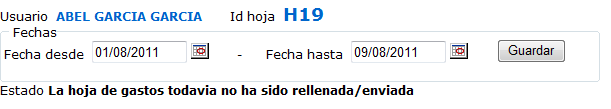 Usuario ABEL GARCIA GARCIA Id hoja H19
Fechas
Fecha desde 01/08/2011 - Fecha hasta 09/08/2011 Guardar
Estado La hoja de gastos todavia no ha sido rellenada/enviada